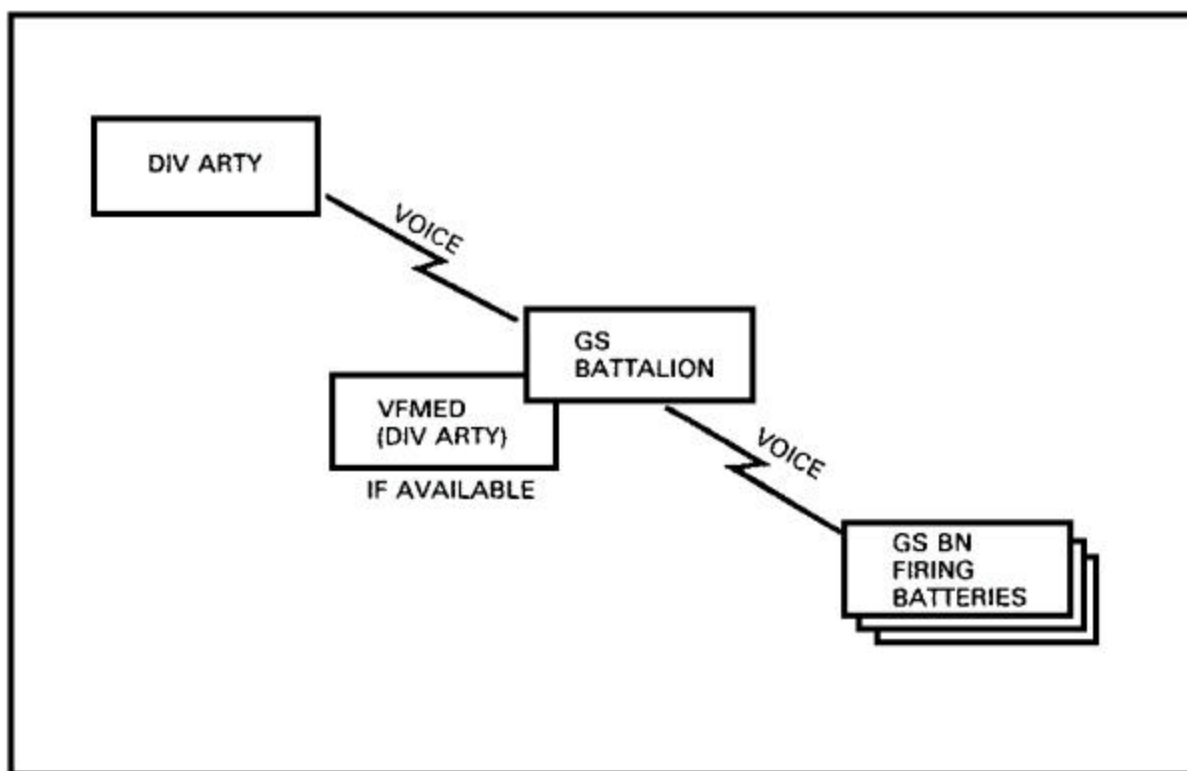 DIV ARTY
VOICE
GS
BATTALION
VFMED
(DIV ARTY)
IF AVAILABLE
VOICE
GS BN
FIRING
BATTERIES